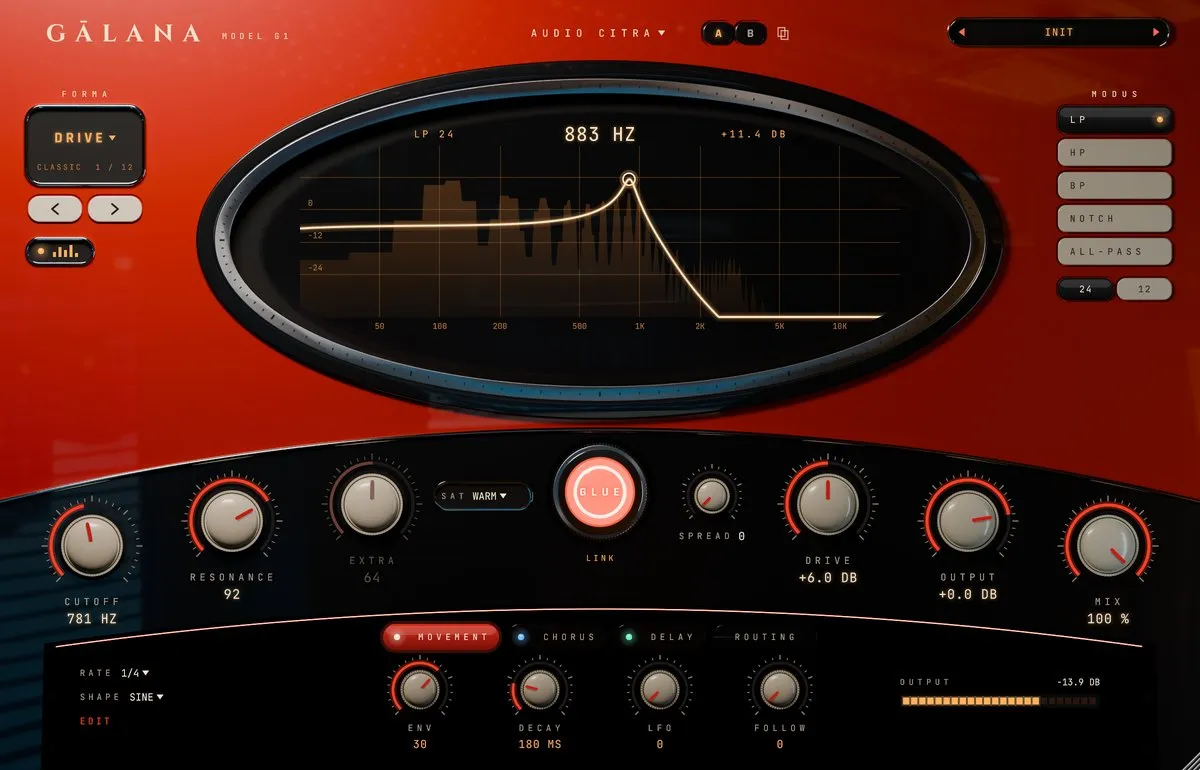 GĀLANA MODEL G1
AUDIO CITRA
A B
INIT
FORMA
DRIVE
CLASSIC 1 / 12
MODUS
LP
HP
BP
NOTCH
ALL-PASS
24 12
LP 24 883 HZ +11.4 DB
0
-12
-24
50 100 200 500 1K 2K 5K 10K
CUTOFF
781 HZ
RESONANCE
92
EXTRA
64
SAT WARM
GLUE
LINK
SPREAD 0
DRIVE
+6.0 DB
OUTPUT
+0.0 DB
MIX
100 %
MOVEMENT CHORUS DELAY ROUTING
RATE 1/4
SHAPE SINE
EDIT
ENV
30
DECAY
180 MS
LFO
0
FOLLOW
0
OUTPUT -13.9 DB